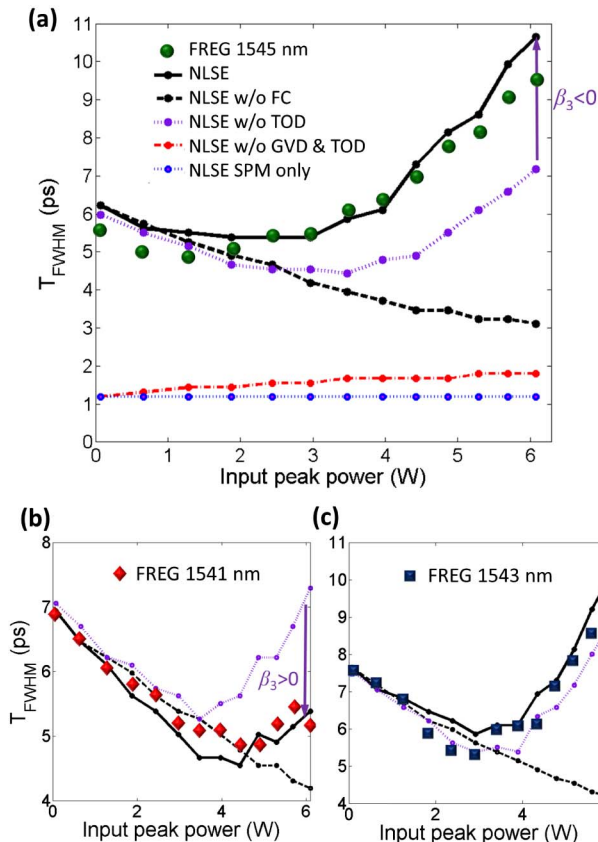 (a)
11
10
9
8
7
6
5
4
3
2
1
0
T_FWHM (ps)
FREG 1545 nm
NLSE
NLSE w/o FC
NLSE w/o TOD
NLSE w/o GVD & TOD
NLSE SPM only
β₃<0
0 1 2 3 4 5 6
Input peak power (W)
(b)
8
7
6
5
4
T_FWHM (ps)
FREG 1541 nm
β₃>0
0 2 4 6
Input peak power (W)
(c)
11
10
9
8
7
6
5
4
FREG 1543 nm
0 2 4
Input peak power (W)